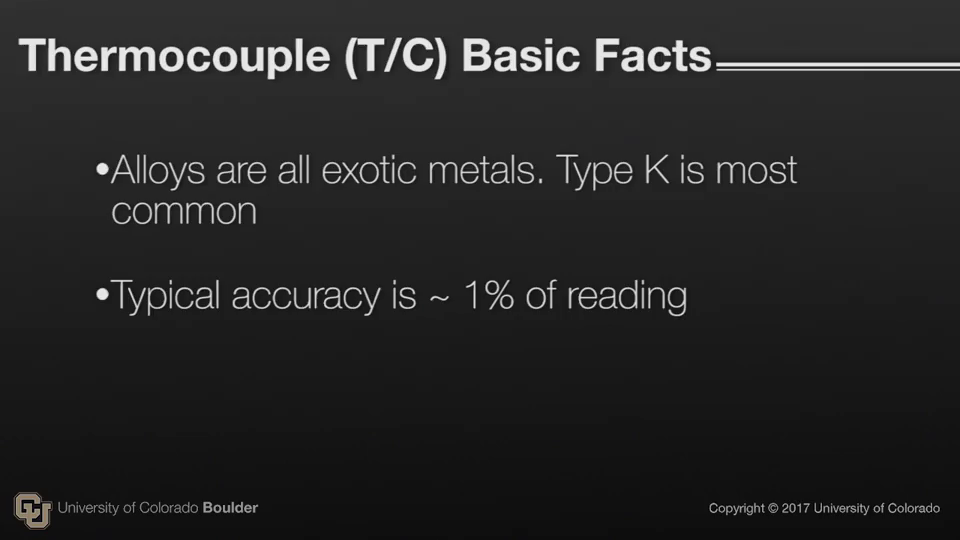 Thermocouple (T/C) Basic Facts
•Alloys are all exotic metals. Type K is most
common
•Typical accuracy is ~ 1% of reading
CU University of Colorado Boulder
Copyright © 2017 University of Colorado